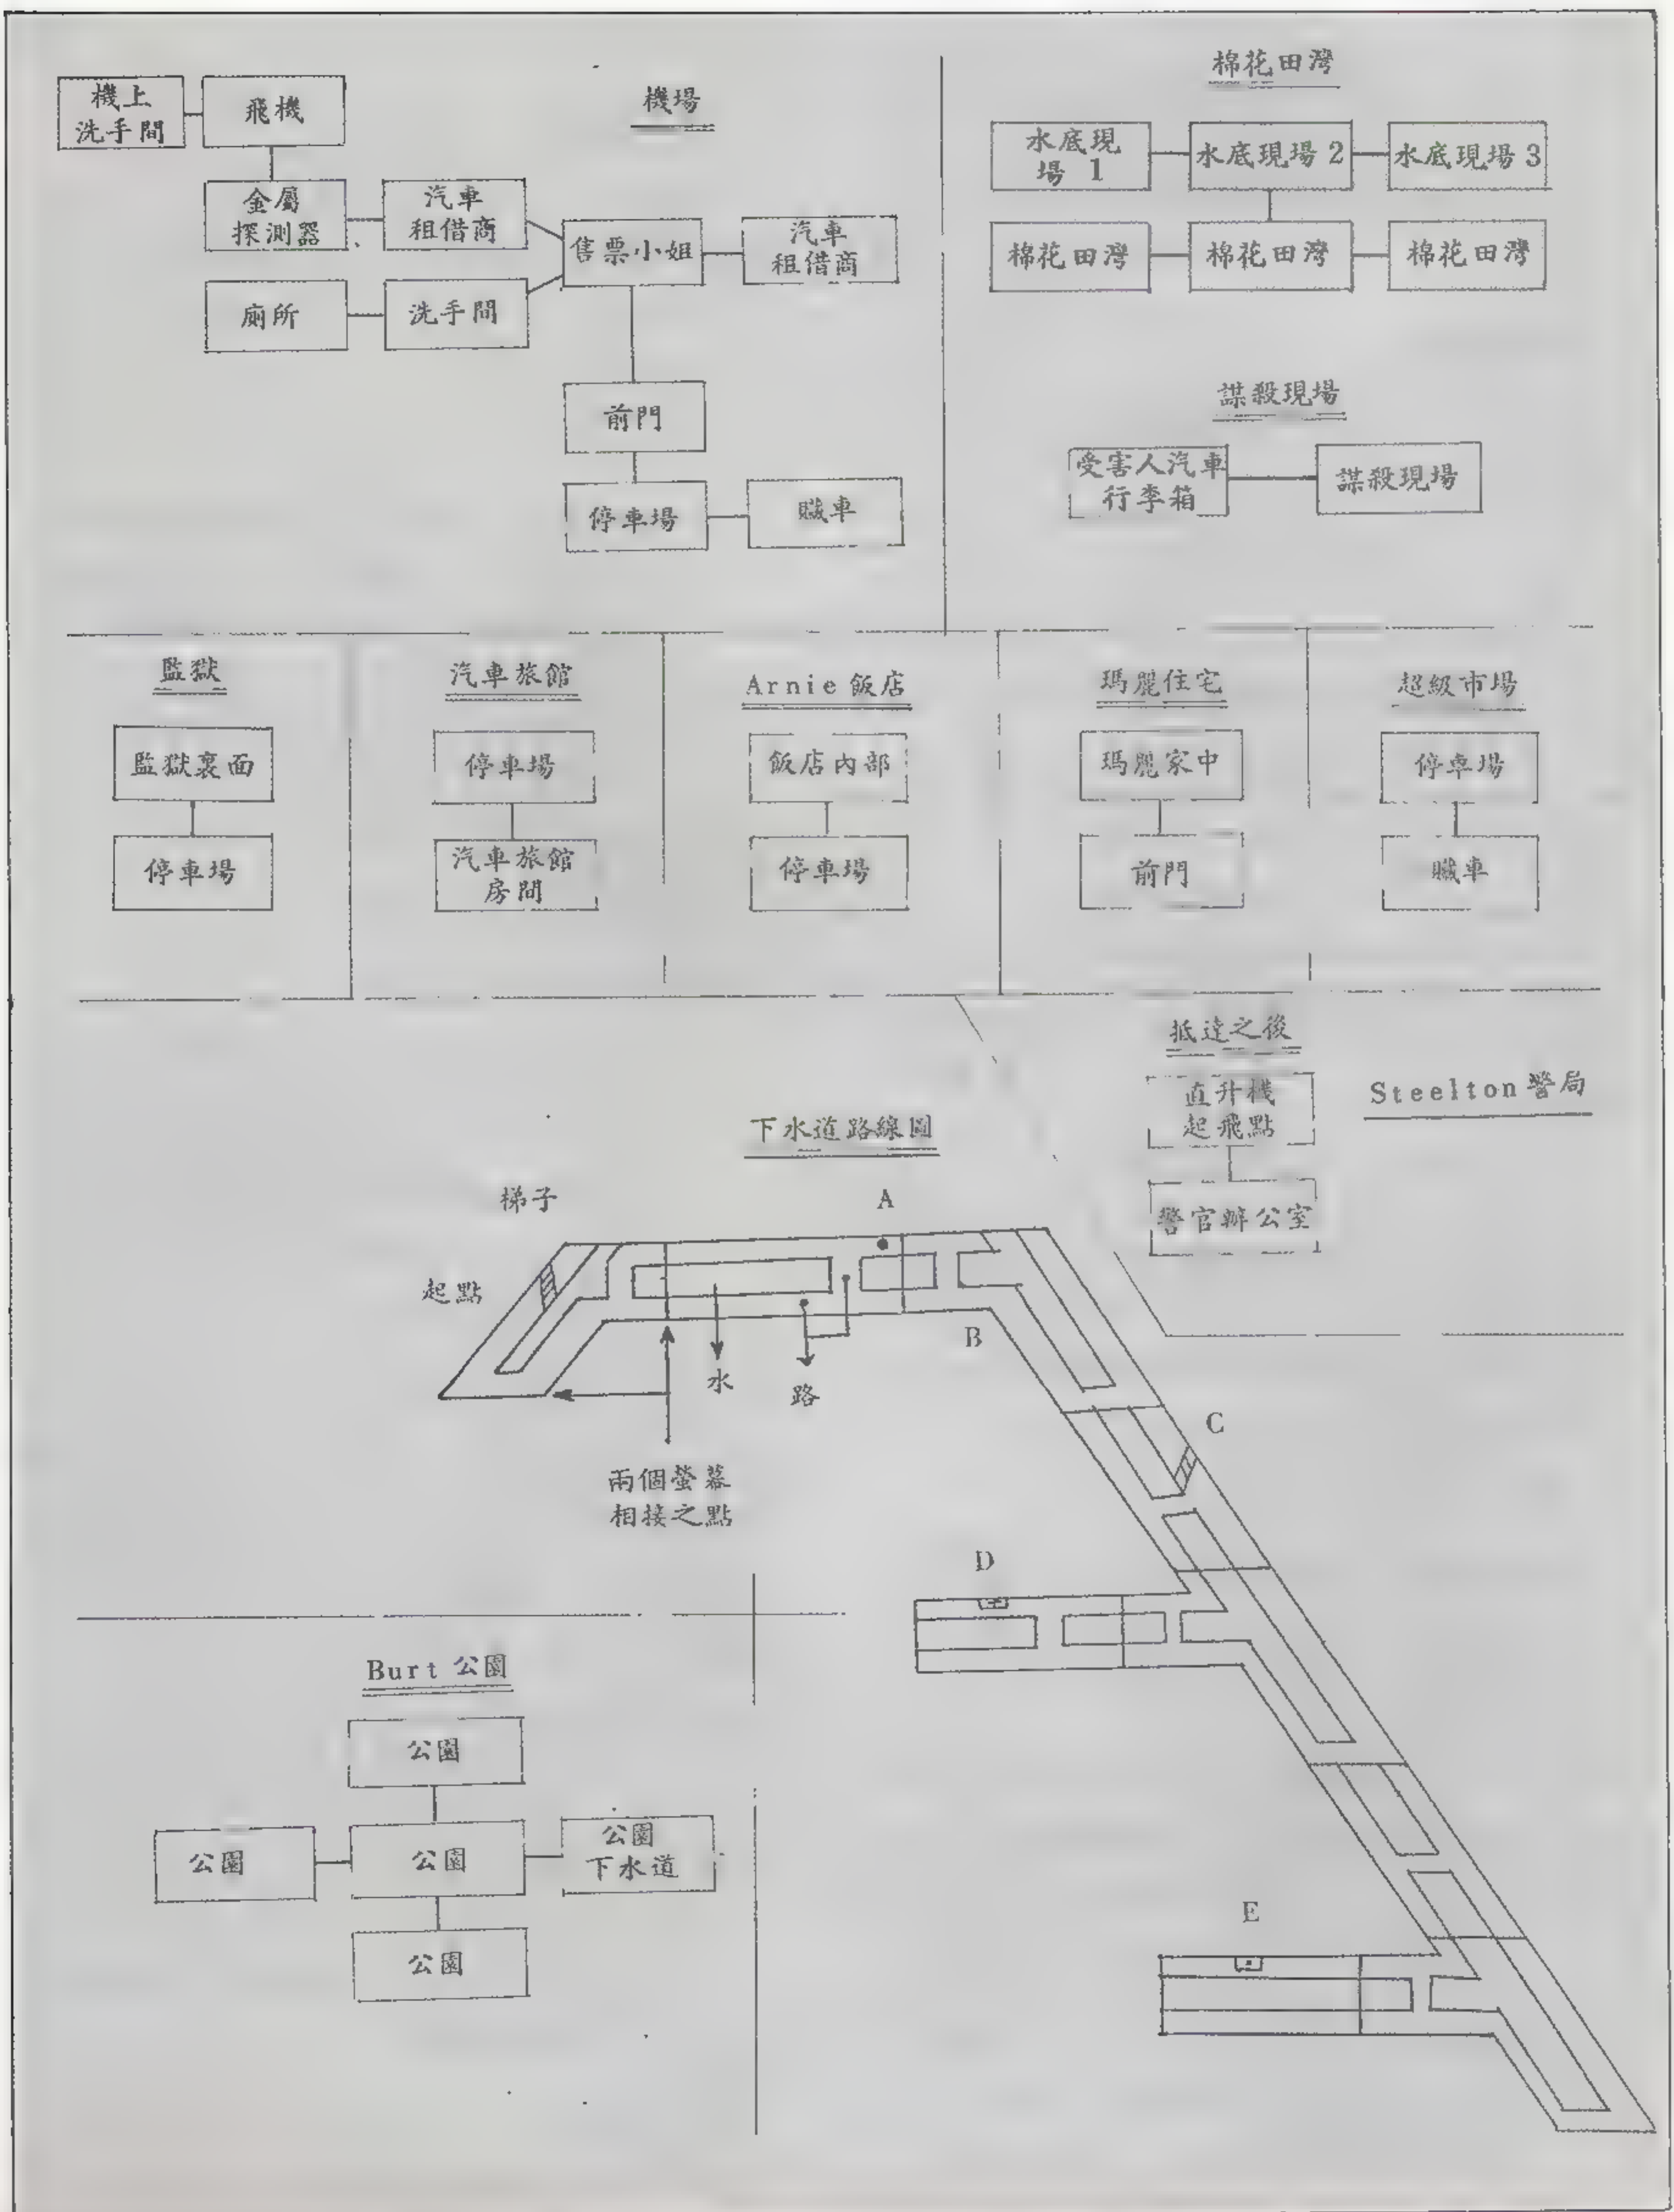 機場
機上
洗手間
飛機
金屬
探測器
汽車
租借商
售票小姐
汽車
租借商
廁所
洗手間
前門
停車場
贓車
棉花田灣
水底現
場 1
水底現場 2
水底現場 3
棉花田灣
棉花田灣
棉花田灣
謀殺現場
受害人汽車
行李箱
謀殺現場
監獄
監獄裏面
停車場
汽車旅館
停車場
汽車旅館
房間
Arnie 飯店
飯店內部
停車場
瑪麗住宅
瑪麗家中
前門
超級市場
停車場
贓車
抵達之後
直升機
起飛點
警官辦公室
Steelton 警局
下水道路線圖
梯子
A
起點
B
水
路
C
兩個螢幕
相接之點
D
E
Burt 公園
公園
公園
公園
公園
下水道
公園